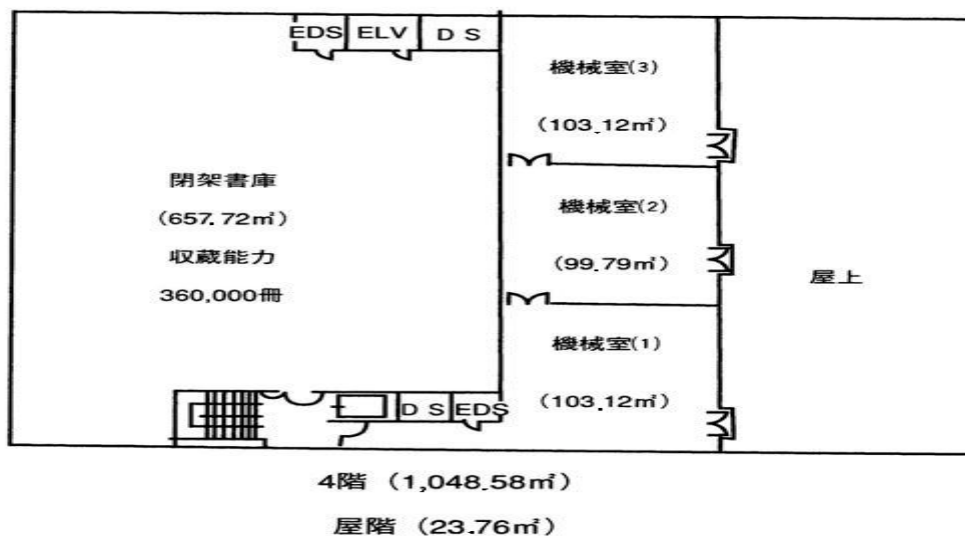 EDS ELV D S
機械室(3)
(103.12㎡)
閉架書庫
(657.72㎡)
収蔵能力
360,000冊
機械室(2)
(99.79㎡)
屋上
機械室(1)
(103.12㎡)
D S EDS
4階 (1,048.58㎡)
屋階 (23.76㎡)